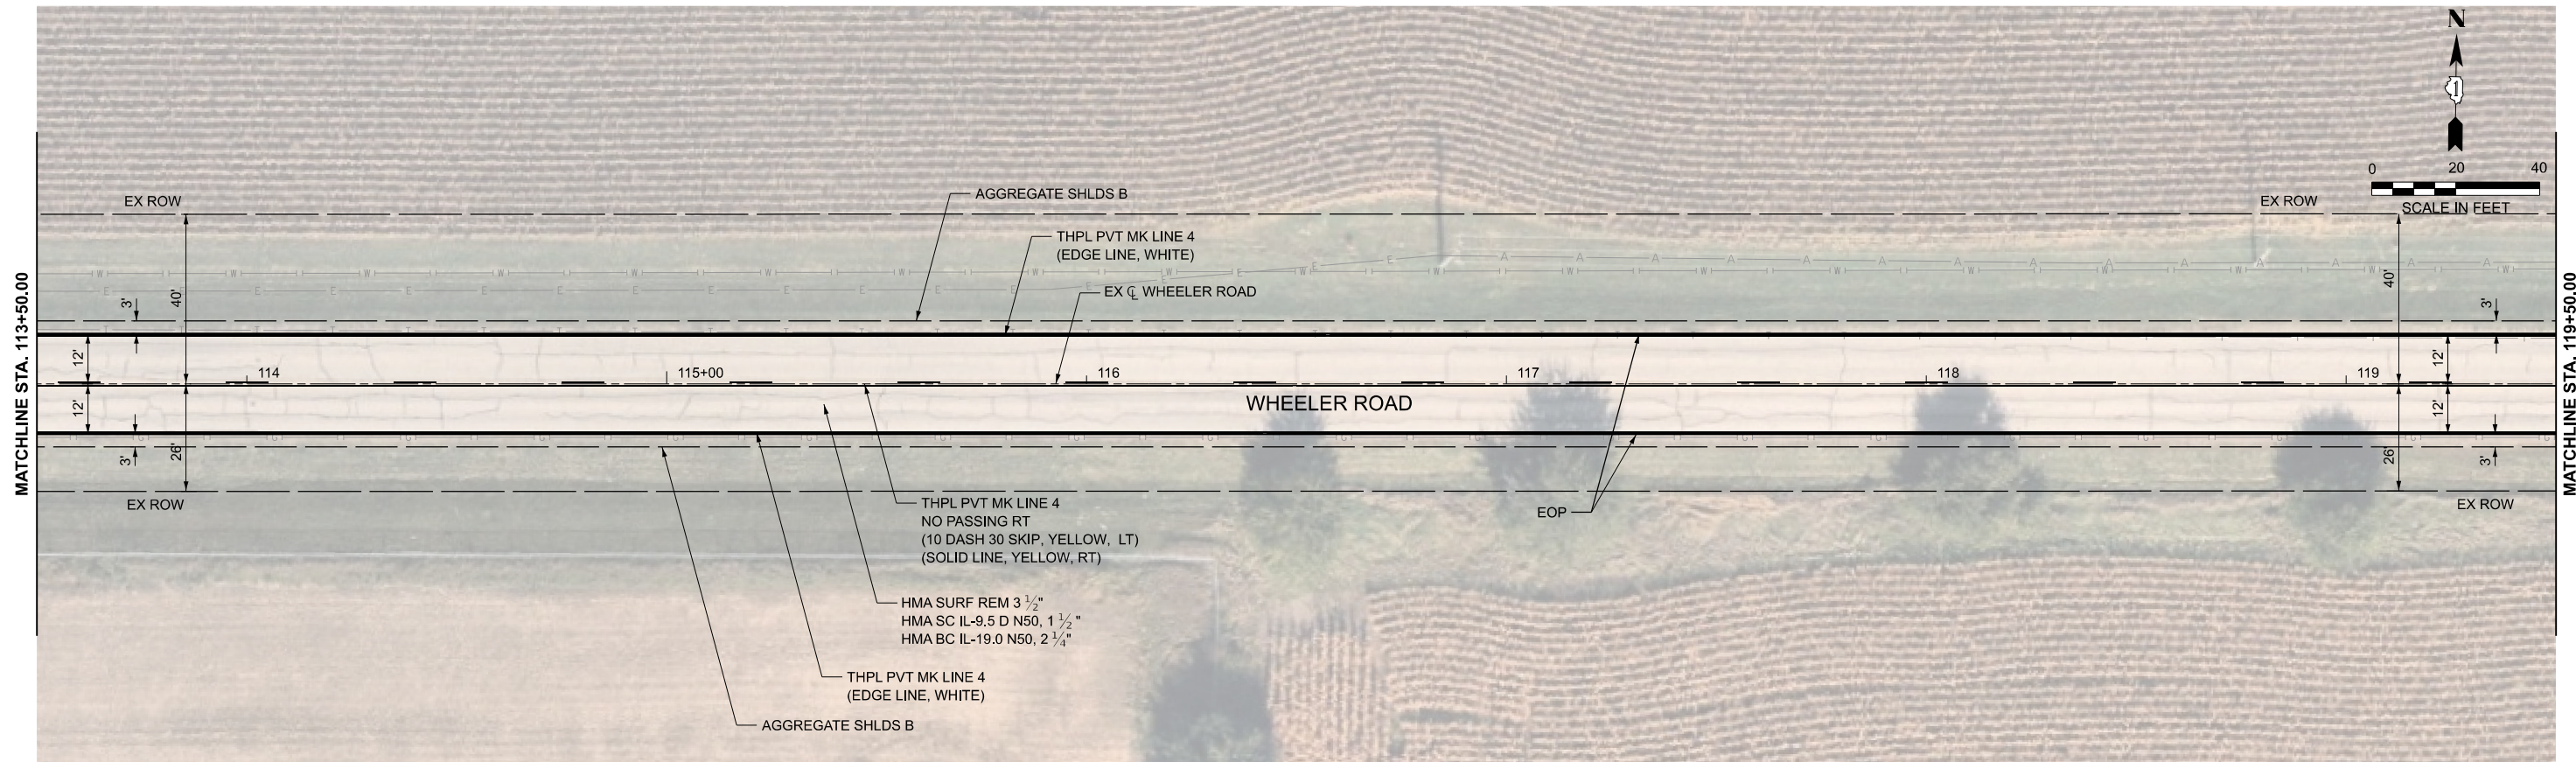 N
1
0 20 40
SCALE IN FEET
EX ROW
EX ROW
AGGREGATE SHLDS B
THPL PVT MK LINE 4
(EDGE LINE, WHITE)
EX ℄ WHEELER ROAD
MATCHLINE STA. 113+50.00
MATCHLINE STA. 119+50.00
3'
40'
12'
12'
3'
26'
40'
3'
12'
12'
26'
3'
W W W W W W W W W W W W W W W W W W W
E E E E E E E E E E E E E E E E E E
A A A A A A A A A A A A A A
T T T T T T T
114 115+00 116 117 118 119
WHEELER ROAD
G G G G G G G G G G G G G G G G G G G
EX ROW
EX ROW
EOP
THPL PVT MK LINE 4
NO PASSING RT
(10 DASH 30 SKIP, YELLOW, LT)
(SOLID LINE, YELLOW, RT)
HMA SURF REM 3 1/2"
HMA SC IL-9.5 D N50, 1 1/2 "
HMA BC IL-19.0 N50, 2 1/4"
THPL PVT MK LINE 4
(EDGE LINE, WHITE)
AGGREGATE SHLDS B